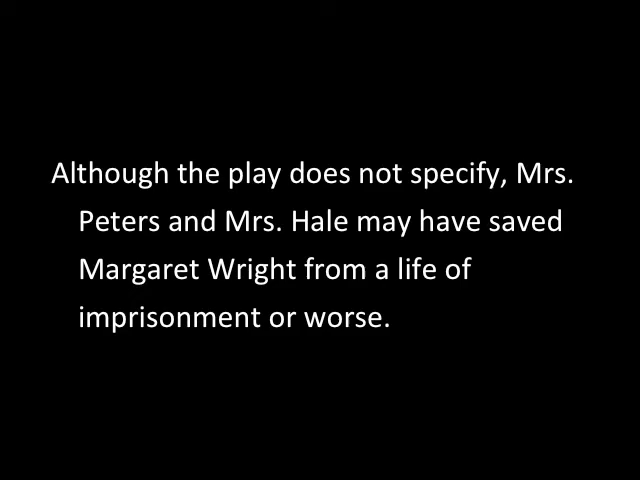 Although the play does not specify, Mrs.
Peters and Mrs. Hale may have saved
Margaret Wright from a life of
imprisonment or worse.